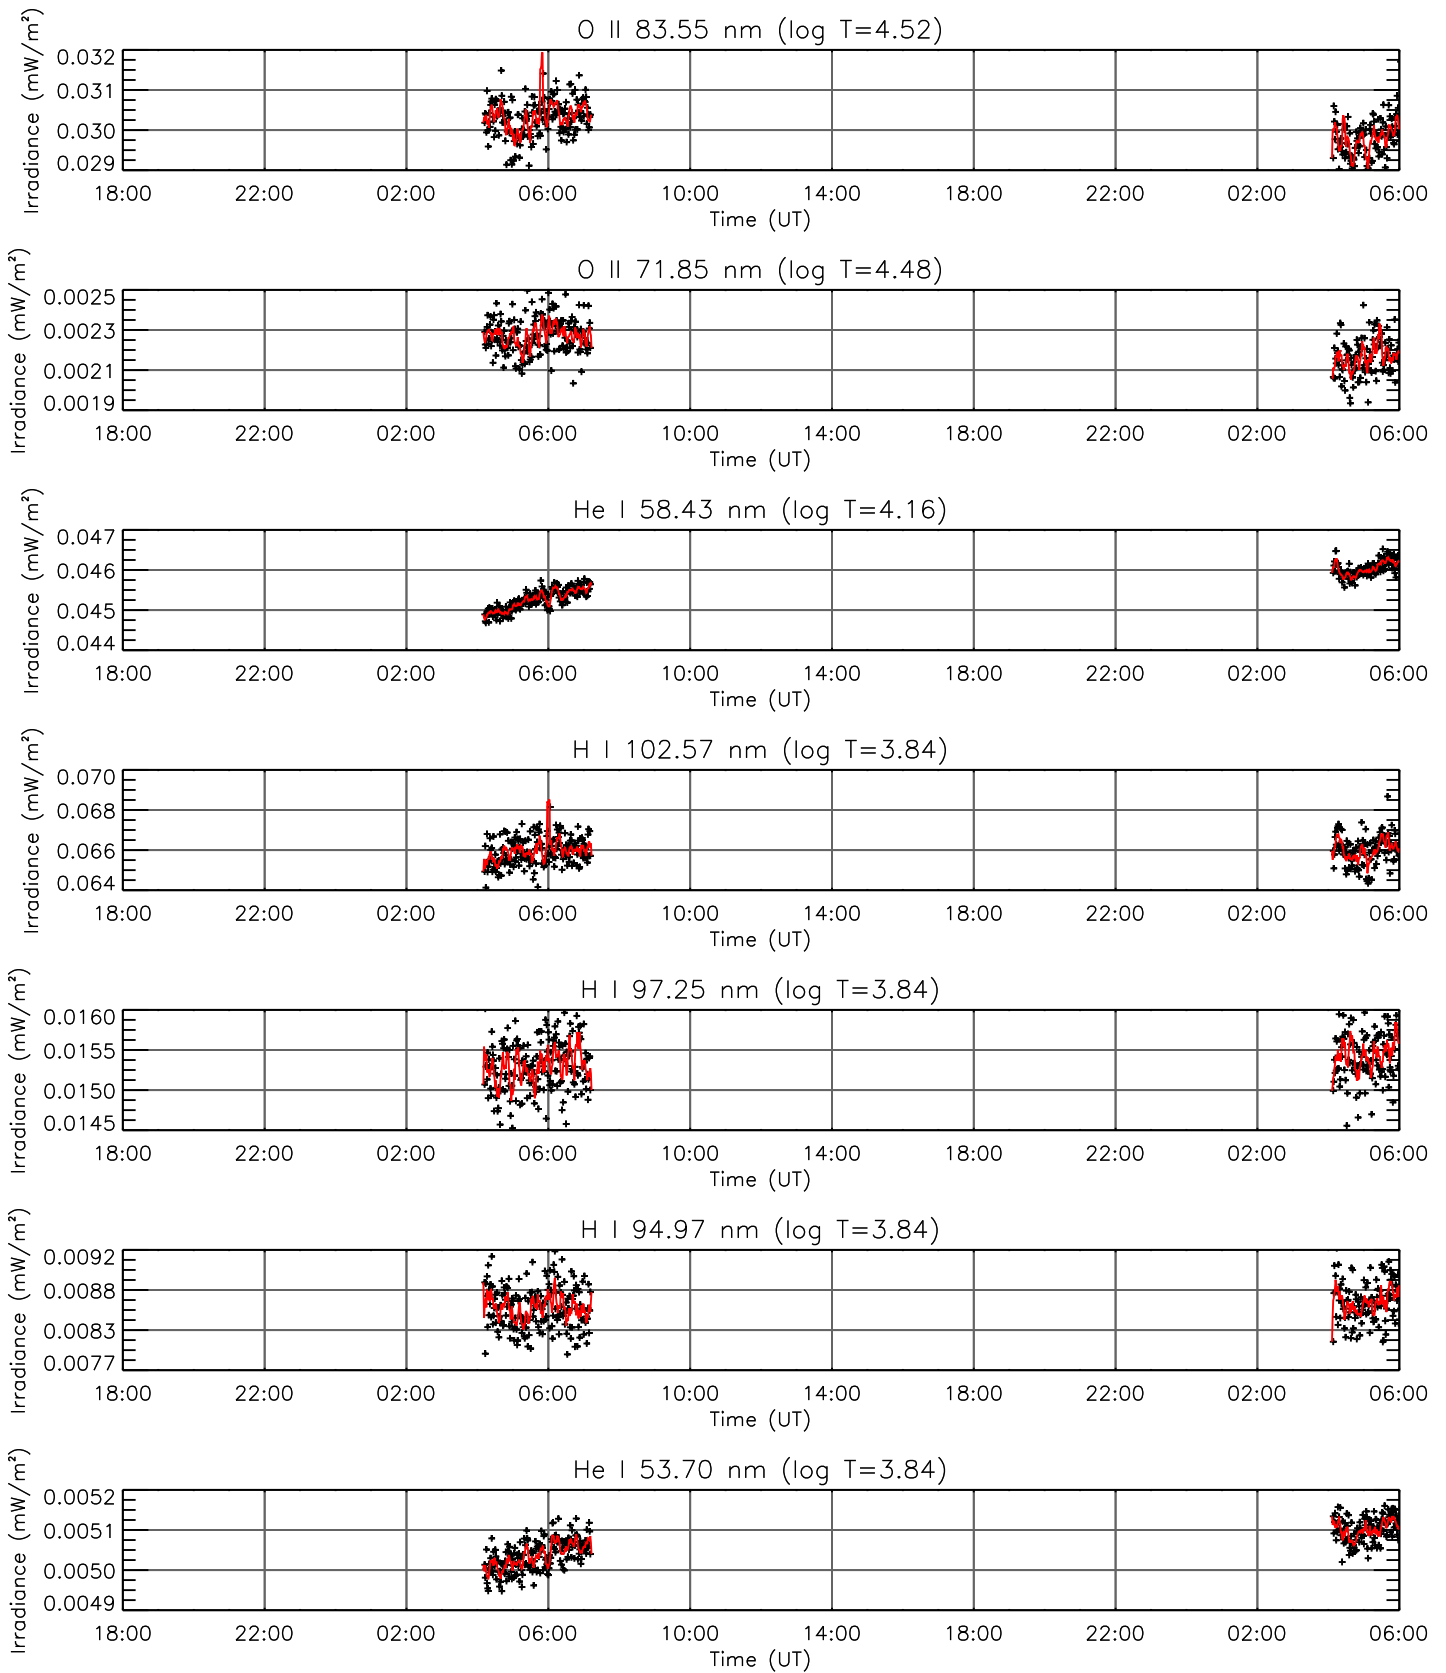 O II 83.55 nm (log T=4.52)
Irradiance (mW/m²)
0.032
0.031
0.030
0.029
18:00 22:00 02:00 06:00 10:00 14:00 18:00 22:00 02:00 06:00
Time (UT)
O II 71.85 nm (log T=4.48)
Irradiance (mW/m²)
0.0025
0.0023
0.0021
0.0019
18:00 22:00 02:00 06:00 10:00 14:00 18:00 22:00 02:00 06:00
Time (UT)
He I 58.43 nm (log T=4.16)
Irradiance (mW/m²)
0.047
0.046
0.045
0.044
18:00 22:00 02:00 06:00 10:00 14:00 18:00 22:00 02:00 06:00
Time (UT)
H I 102.57 nm (log T=3.84)
Irradiance (mW/m²)
0.070
0.068
0.066
0.064
18:00 22:00 02:00 06:00 10:00 14:00 18:00 22:00 02:00 06:00
Time (UT)
H I 97.25 nm (log T=3.84)
Irradiance (mW/m²)
0.0160
0.0155
0.0150
0.0145
18:00 22:00 02:00 06:00 10:00 14:00 18:00 22:00 02:00 06:00
Time (UT)
H I 94.97 nm (log T=3.84)
Irradiance (mW/m²)
0.0092
0.0088
0.0083
0.0077
18:00 22:00 02:00 06:00 10:00 14:00 18:00 22:00 02:00 06:00
Time (UT)
He I 53.70 nm (log T=3.84)
Irradiance (mW/m²)
0.0052
0.0051
0.0050
0.0049
18:00 22:00 02:00 06:00 10:00 14:00 18:00 22:00 02:00 06:00
Time (UT)